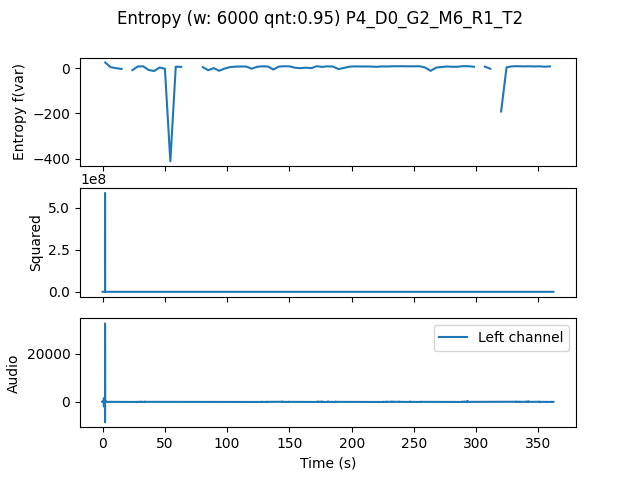 Entropy (w: 6000 qnt:0.95) P4_D0_G2_M6_R1_T2
Entropy f(var)
0
−200
−400
1e8
Squared
5.0
2.5
0.0
Audio
20000
0
Left channel
0 50 100 150 200 250 300 350
Time (s)